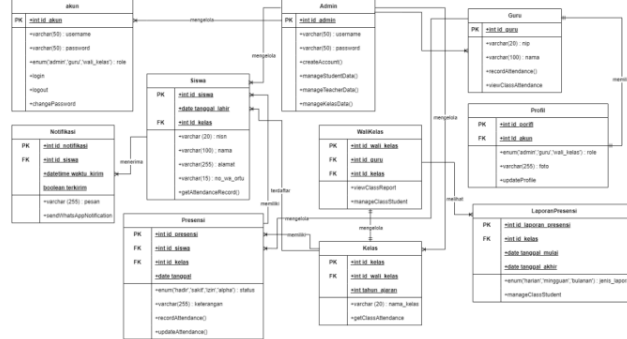 akun
PK +int id_akun
+varchar(50) : username
+varchar(50) : password
+enum('admin','guru','wali_kelas') : role
+login
+logout
+changePassword
mengelola
Admin
PK +int id_admin
+varchar(50) : username
+varchar(50) : password
+createAccount()
+manageStudentData()
+manageTeacherData()
+manageKelasData()
mengelola
mengelola
Guru
PK +int id_guru
+varchar(20) : nip
+varchar(100) : nama
+recordAttendance()
+viewClassAttendance
Siswa
PK +int id_siswa
+date tanggal_lahir
FK +int id_kelas
+varchar (20) : nisn
+varchar(100) : nama
+varchar(255) : alamat
+varchar(15) : no_wa_ortu
+getAttendanceRecord()
Profil
PK +int id_porifl
FK +int id_akun
+enum('admin','guru','wali_kelas') : role
+varchar(255) : foto
+updateProfile
Notifikasi
PK +int id_notifikasi
FK +int id_siswa
+datetime waktu_kirim
boolean terkirim
+varchar (255) : pesan
+sendWhatsAppNotification
menerima
WaliKelas
PK +int id_wali_kelas
FK +int id_guru
FK +int id_kelas
+viewClassReport
+manageClassStudent
terdaftar
memiliki
melihat
mengelola
mengelola
memiliki
Presensi
PK +int id_presensi
FK +int id_siswa
FK +int id_kelas
+date tanggal
+enum('hadir','sakit','izin','alpha') : status
+varchar(255) : keterangan
+recordAttendance()
+updateAttendance()
Kelas
PK +int id_kelas
FK +int id_wali_kelas
+int tahun_ajaran
+varchar (20) : nama_kelas
+getClassAttendance
LaporanPresensi
PK +int id_laporan_presensi
FK +int id_kelas
+date tanggal_mulai
+date tanggal_akhir
+enum('harian','mingguan','bulanan') : jenis_lapor
+manageClassStudent